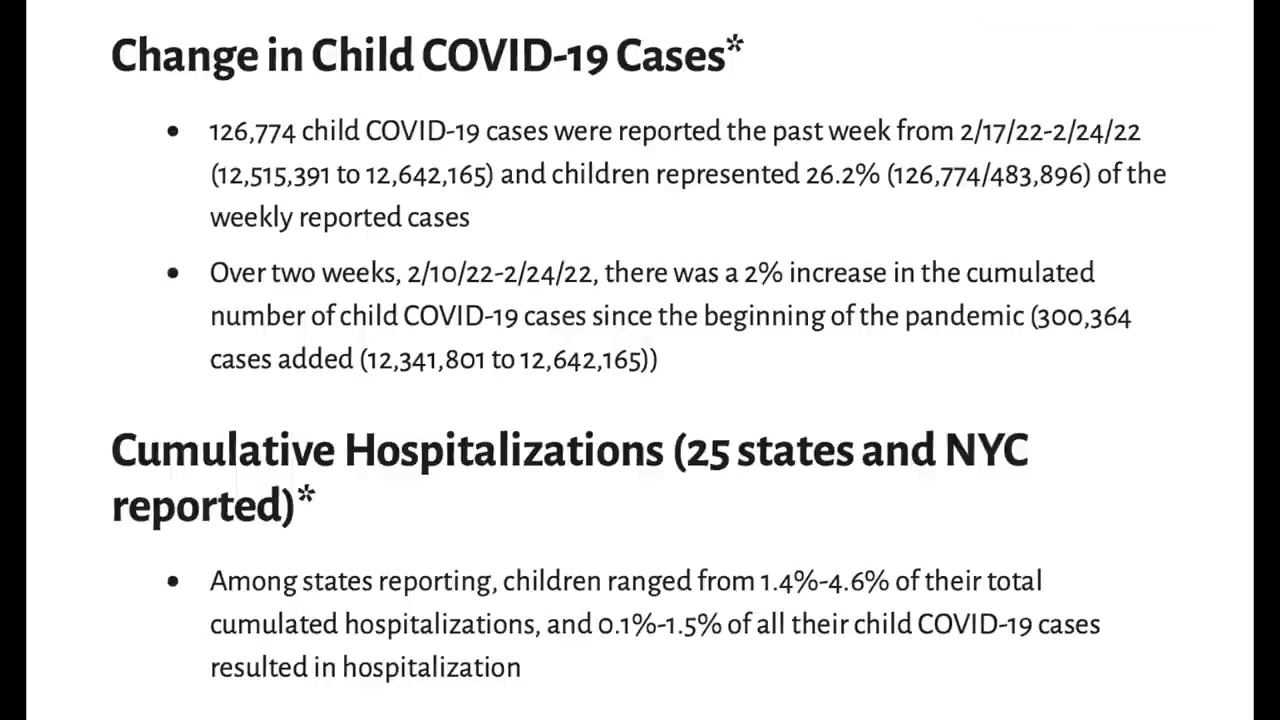 Change in Child COVID-19 Cases*
• 126,774 child COVID-19 cases were reported the past week from 2/17/22-2/24/22
(12,515,391 to 12,642,165) and children represented 26.2% (126,774/483,896) of the
weekly reported cases
• Over two weeks, 2/10/22-2/24/22, there was a 2% increase in the cumulated
number of child COVID-19 cases since the beginning of the pandemic (300,364
cases added (12,341,801 to 12,642,165))
Cumulative Hospitalizations (25 states and NYC
reported)*
• Among states reporting, children ranged from 1.4%-4.6% of their total
cumulated hospitalizations, and 0.1%-1.5% of all their child COVID-19 cases
resulted in hospitalization